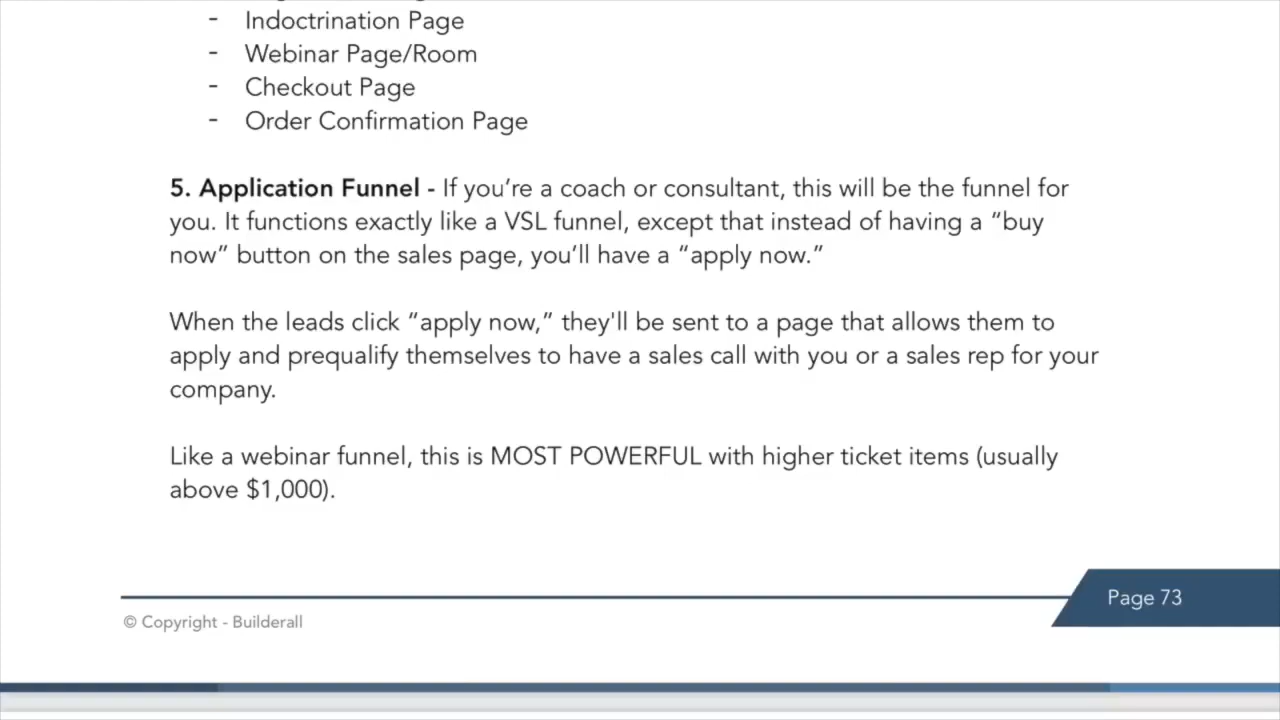 - Indoctrination Page
- Webinar Page/Room
- Checkout Page
- Order Confirmation Page
5. Application Funnel - If you’re a coach or consultant, this will be the funnel for
you. It functions exactly like a VSL funnel, except that instead of having a “buy
now” button on the sales page, you’ll have a “apply now.”
When the leads click “apply now,” they'll be sent to a page that allows them to
apply and prequalify themselves to have a sales call with you or a sales rep for your
company.
Like a webinar funnel, this is MOST POWERFUL with higher ticket items (usually
above $1,000).
Page 73
© Copyright - Builderall